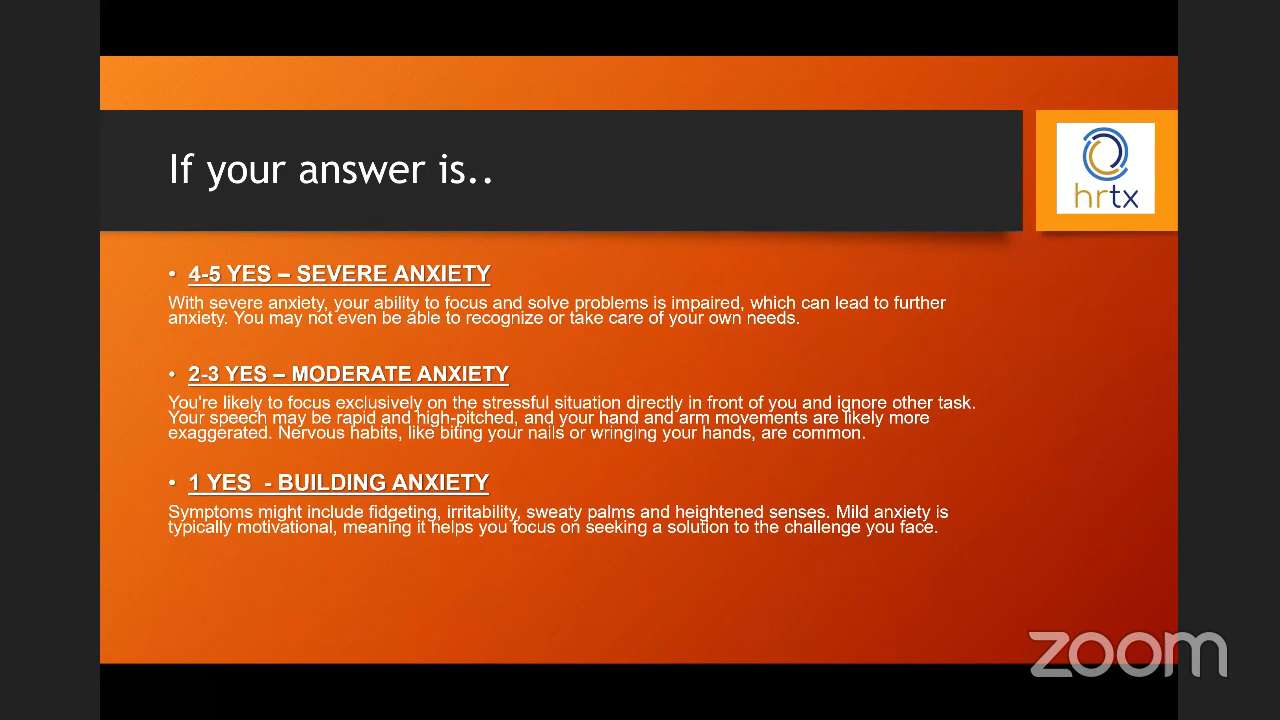 If your answer is..
hrtx
• 4-5 YES – SEVERE ANXIETY
With severe anxiety, your ability to focus and solve problems is impaired, which can lead to further
anxiety. You may not even be able to recognize or take care of your own needs.
• 2-3 YES – MODERATE ANXIETY
You're likely to focus exclusively on the stressful situation directly in front of you and ignore other task.
Your speech may be rapid and high-pitched, and your hand and arm movements are likely more
exaggerated. Nervous habits, like biting your nails or wringing your hands, are common.
• 1 YES  - BUILDING ANXIETY
Symptoms might include fidgeting, irritability, sweaty palms and heightened senses. Mild anxiety is
typically motivational, meaning it helps you focus on seeking a solution to the challenge you face.
zoom